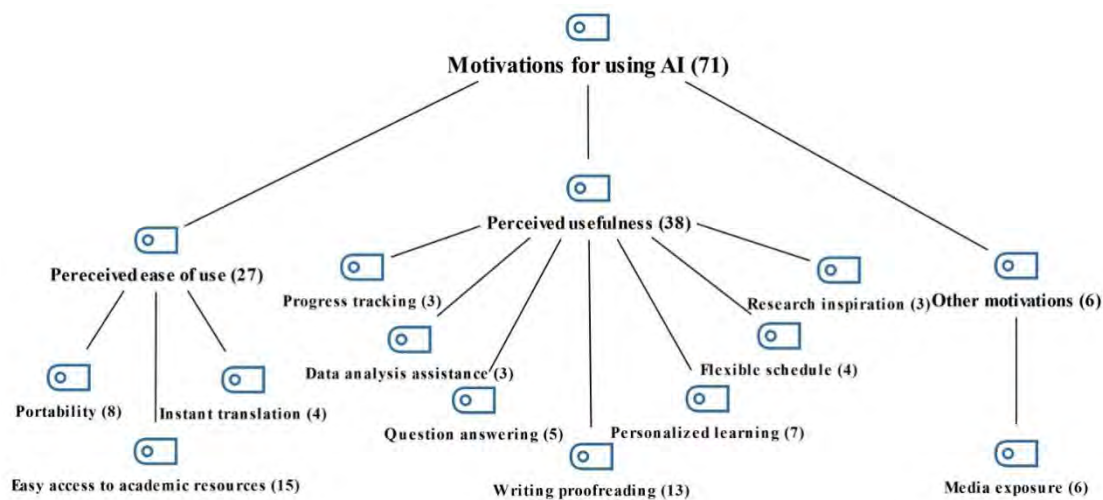 Motivations for using AI (71)
Perceived usefulness (38)
Pereceived ease of use (27)
Progress tracking (3)
Research inspiration (3)
Other motivations (6)
Data analysis assistance (3)
Flexible schedule (4)
Portability (8)
Instant translation (4)
Question answering (5)
Personalized learning (7)
Easy access to academic resources (15)
Writing proofreading (13)
Media exposure (6)